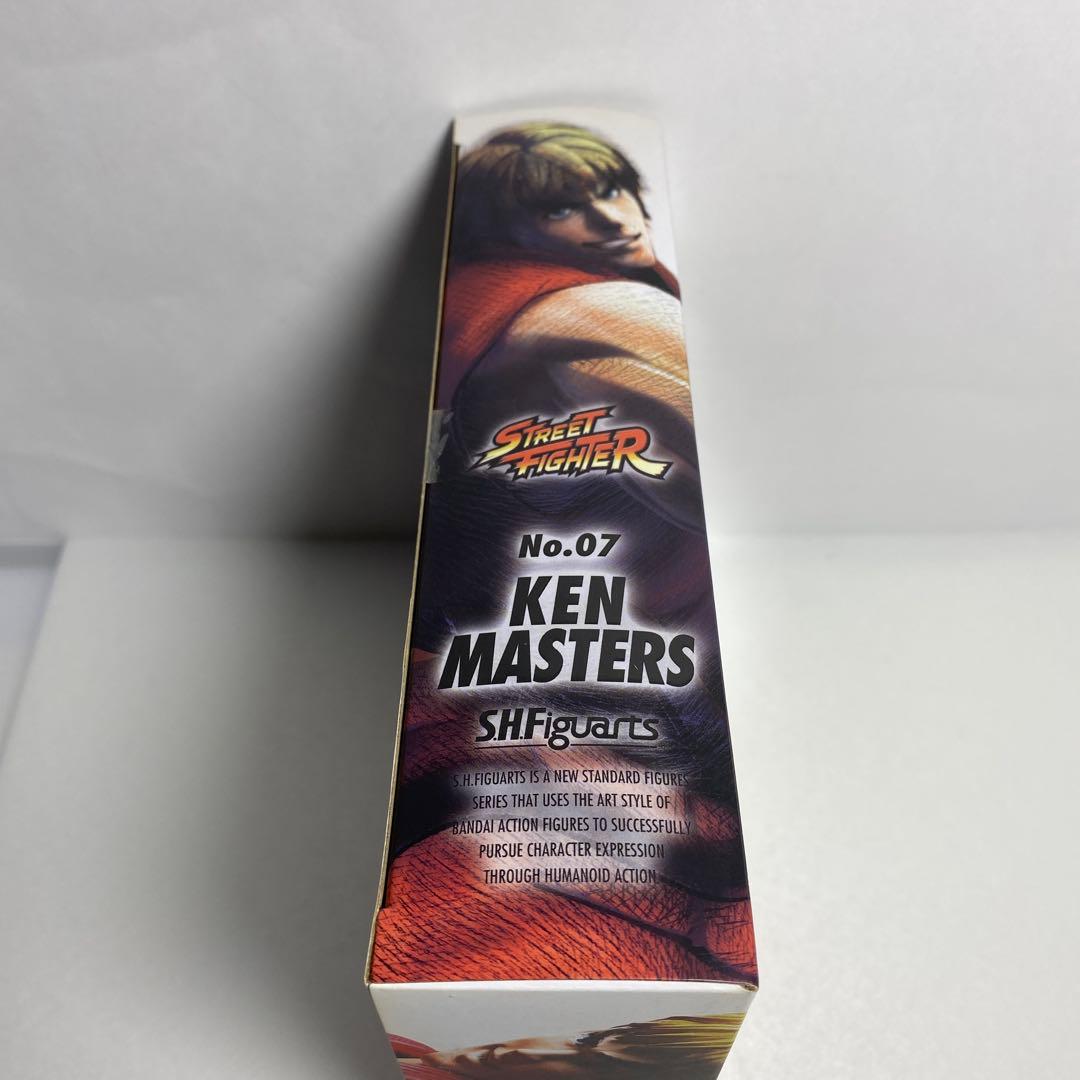 STREET
FIGHTER
No.07
KEN
MASTERS
S.H.Figuarts
S.H.FIGUARTS IS A NEW STANDARD FIGURES
SERIES THAT USES THE ART STYLE OF
BANDAI ACTION FIGURES TO SUCCESSFULLY
PURSUE CHARACTER EXPRESSION
THROUGH HUMANOID ACTION